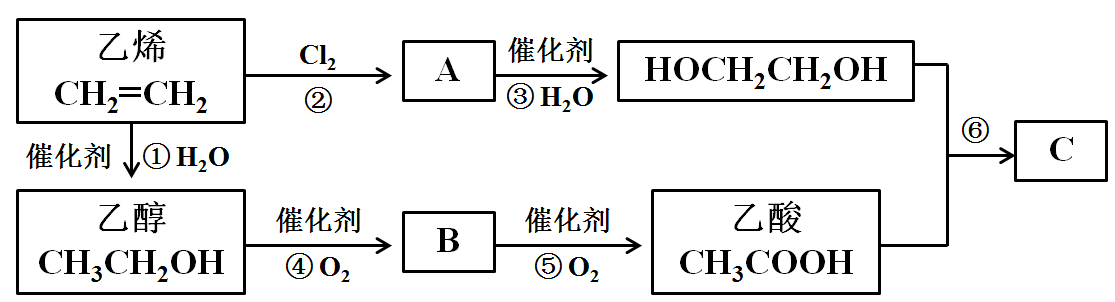 乙烯
CH₂=CH₂
Cl₂
②
A
催化剂
③ H₂O
HOCH₂CH₂OH
⑥
C
催化剂
① H₂O
乙醇
CH₃CH₂OH
催化剂
④ O₂
B
催化剂
⑤ O₂
乙酸
CH₃COOH